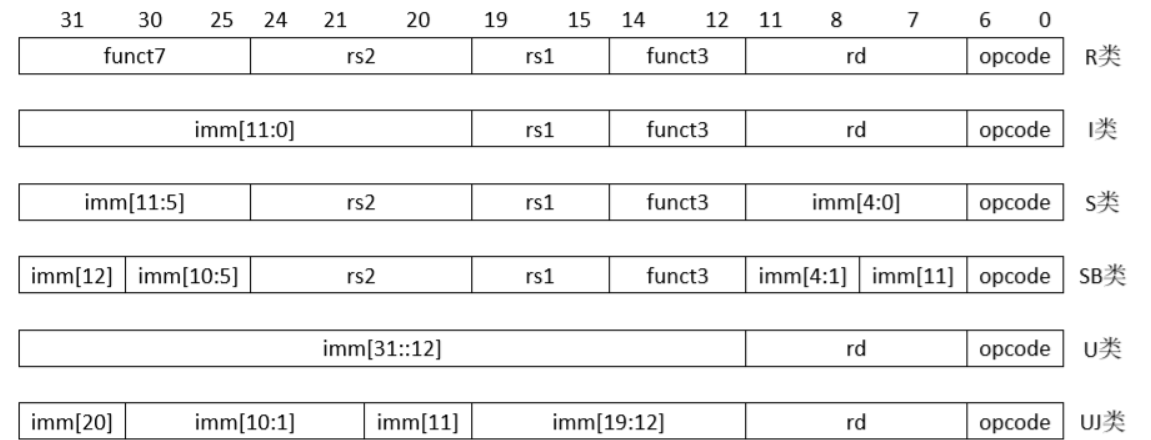 31 30 25 24 21 20 19 15 14 12 11 8 7 6 0
funct7 rs2 rs1 funct3 rd opcode R类
imm[11:0] rs1 funct3 rd opcode I类
imm[11:5] rs2 rs1 funct3 imm[4:0] opcode S类
imm[12] imm[10:5] rs2 rs1 funct3 imm[4:1] imm[11] opcode SB类
imm[31::12] rd opcode U类
imm[20] imm[10:1] imm[11] imm[19:12] rd opcode UJ类